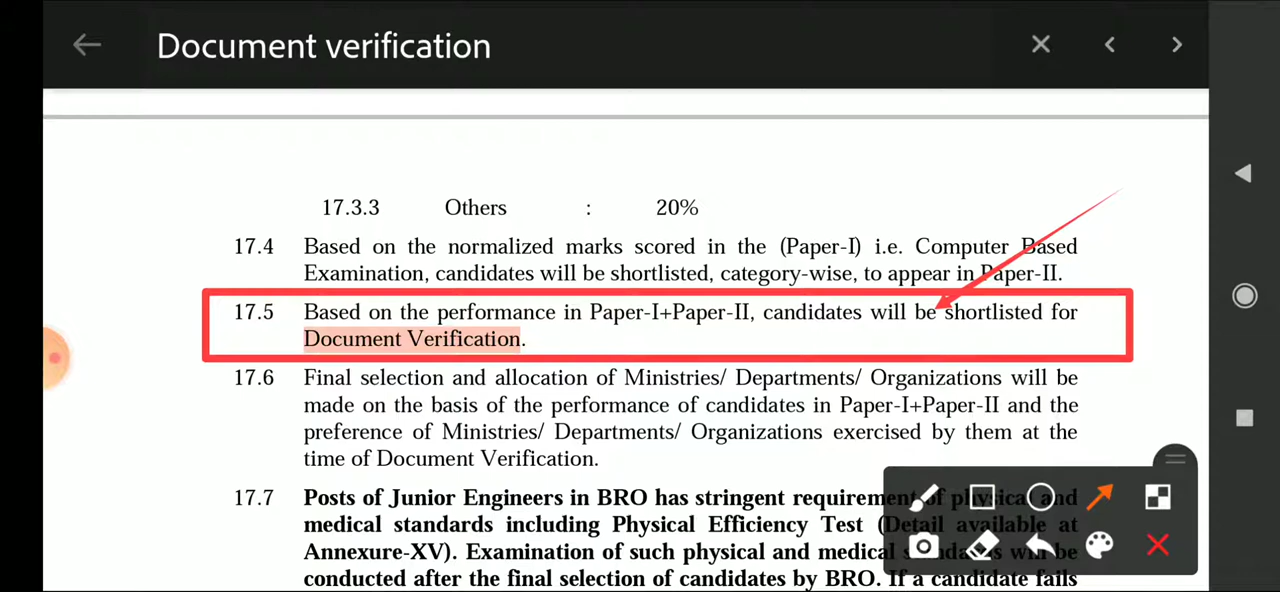 Document verification
17.3.3 Others : 20%
17.4 Based on the normalized marks scored in the (Paper-I) i.e. Computer Based
Examination, candidates will be shortlisted, category-wise, to appear in Paper-II.
17.5 Based on the performance in Paper-I+Paper-II, candidates will be shortlisted for
Document Verification.
17.6 Final selection and allocation of Ministries/ Departments/ Organizations will be
made on the basis of the performance of candidates in Paper-I+Paper-II and the
preference of Ministries/ Departments/ Organizations exercised by them at the
time of Document Verification.
17.7 Posts of Junior Engineers in BRO has stringent requirement of physical and
medical standards including Physical Efficiency Test (Detail available at
Annexure-XV). Examination of such physical and medical standards will be
conducted after the final selection of candidates by BRO. If a candidate fails